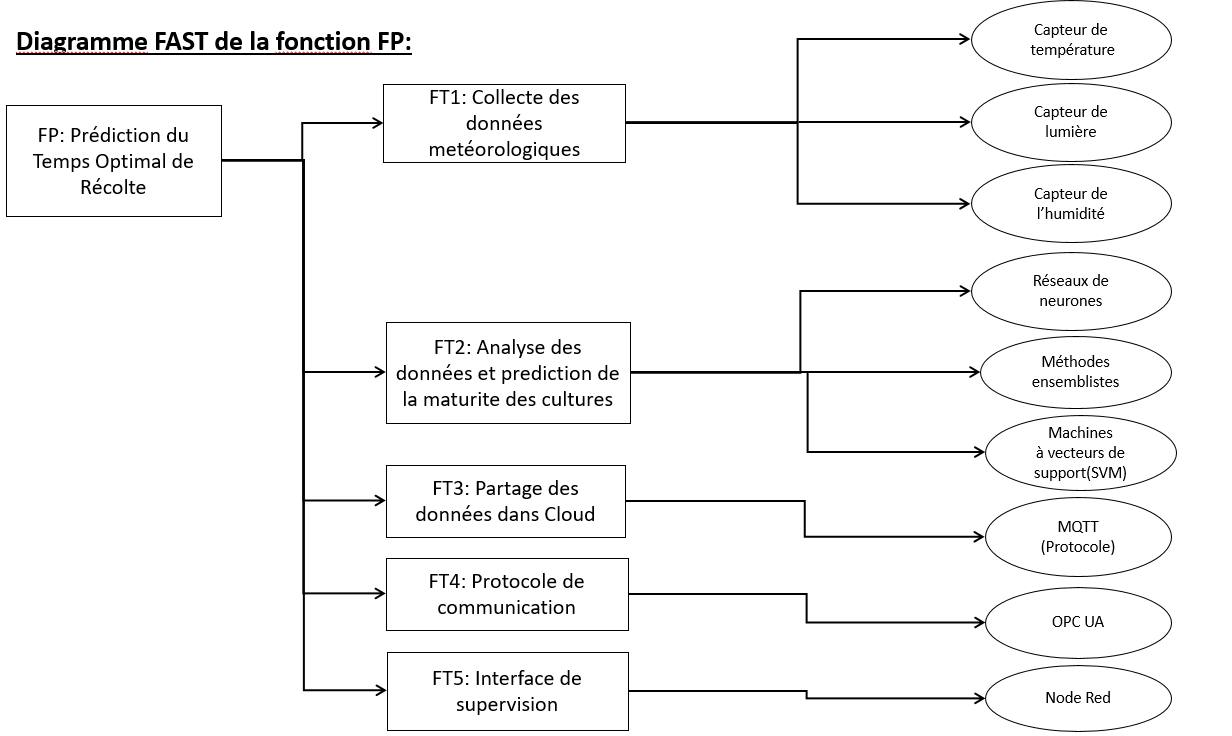 Diagramme FAST de la fonction FP:
FP: Prédiction du
Temps Optimal de
Récolte
FT1: Collecte des
données
metéorologiques
Capteur de
température
Capteur de
lumière
Capteur de
l’humidité
FT2: Analyse des
données et prediction de
la maturite des cultures
Réseaux de
neurones
Méthodes
ensemblistes
Machines
à vecteurs de
support(SVM)
FT3: Partage des
données dans Cloud
MQTT
(Protocole)
FT4: Protocole de
communication
OPC UA
FT5: Interface de
supervision
Node Red